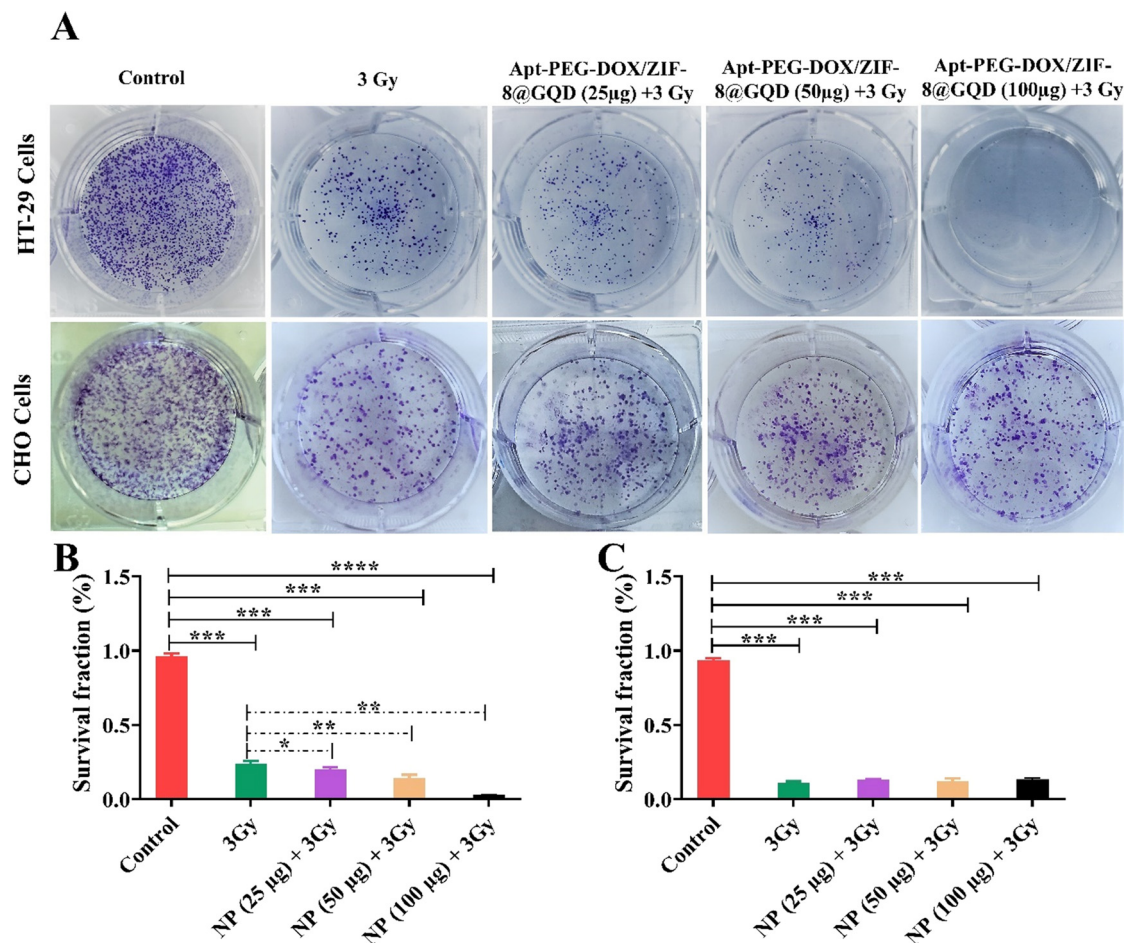 A
Control
3 Gy
Apt-PEG-DOX/ZIF-
8@GQD (25µg) +3 Gy
Apt-PEG-DOX/ZIF-
8@GQD (50µg) +3 Gy
Apt-PEG-DOX/ZIF-
8@GQD (100µg) +3 Gy
HT-29 Cells
CHO Cells
B
Survival fraction (%)
1.5
1.0
0.5
0.0
****
***
***
***
**
**
*
Control
3Gy
NP (25 µg) + 3Gy
NP (50 µg) + 3Gy
NP (100 µg) + 3Gy
C
Survival fraction (%)
1.5
1.0
0.5
0.0
***
***
***
***
Control
3Gy
NP (25 µg) + 3Gy
NP (50 µg) + 3Gy
NP (100 µg) + 3Gy